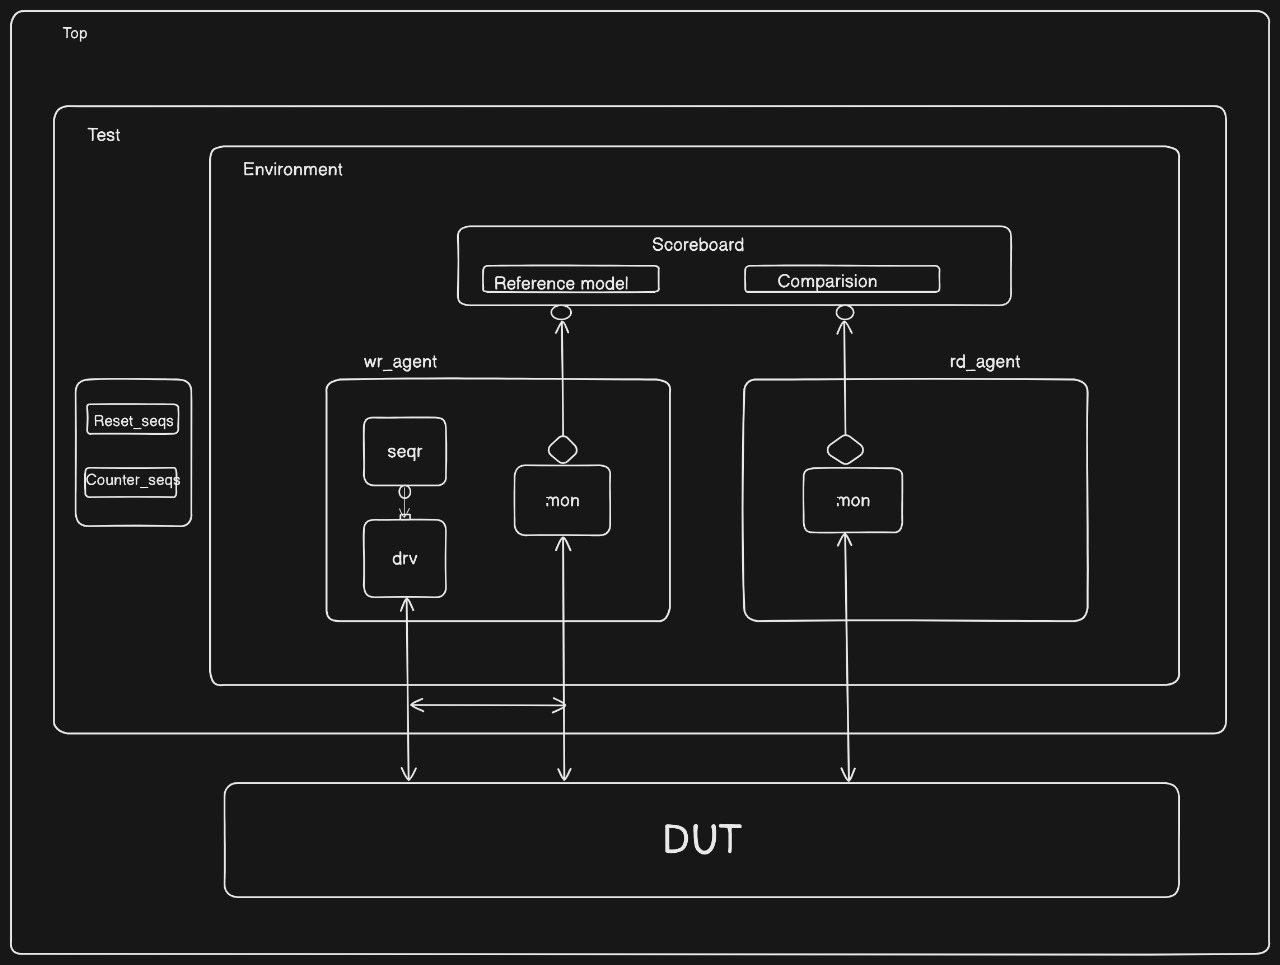 Top
Test
Environment
Scoreboard
Reference model
Comparision
wr_agent
rd_agent
Reset_seqs
Counter_seqs
seqr
drv
mon
mon
DUT